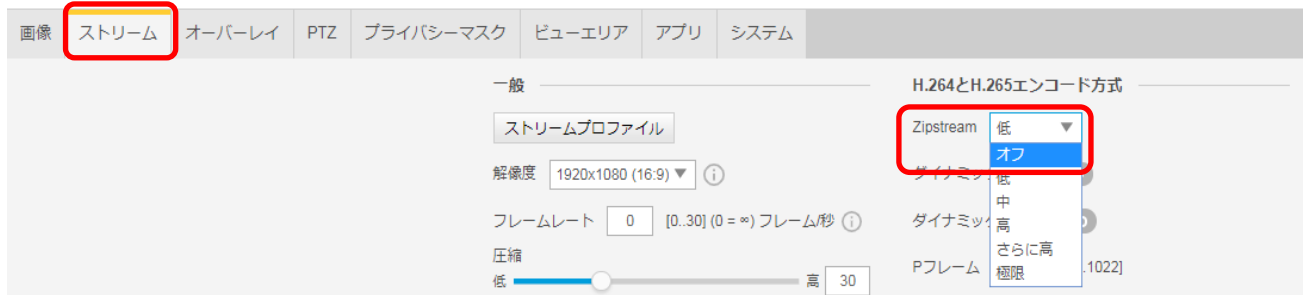 画像 ストリーム オーバーレイ PTZ プライバシーマスク ビューエリア アプリ システム
一般
ストリームプロファイル
解像度 1920x1080 (16:9)
フレームレート 0 [0..30] (0 = ∞) フレーム/秒
圧縮
低 高 30
H.264とH.265エンコード方式
Zipstream 低
オフ
低
中
高
さらに高
極限
ダイナミッ
ダイナミッ
Pフレーム .1022]